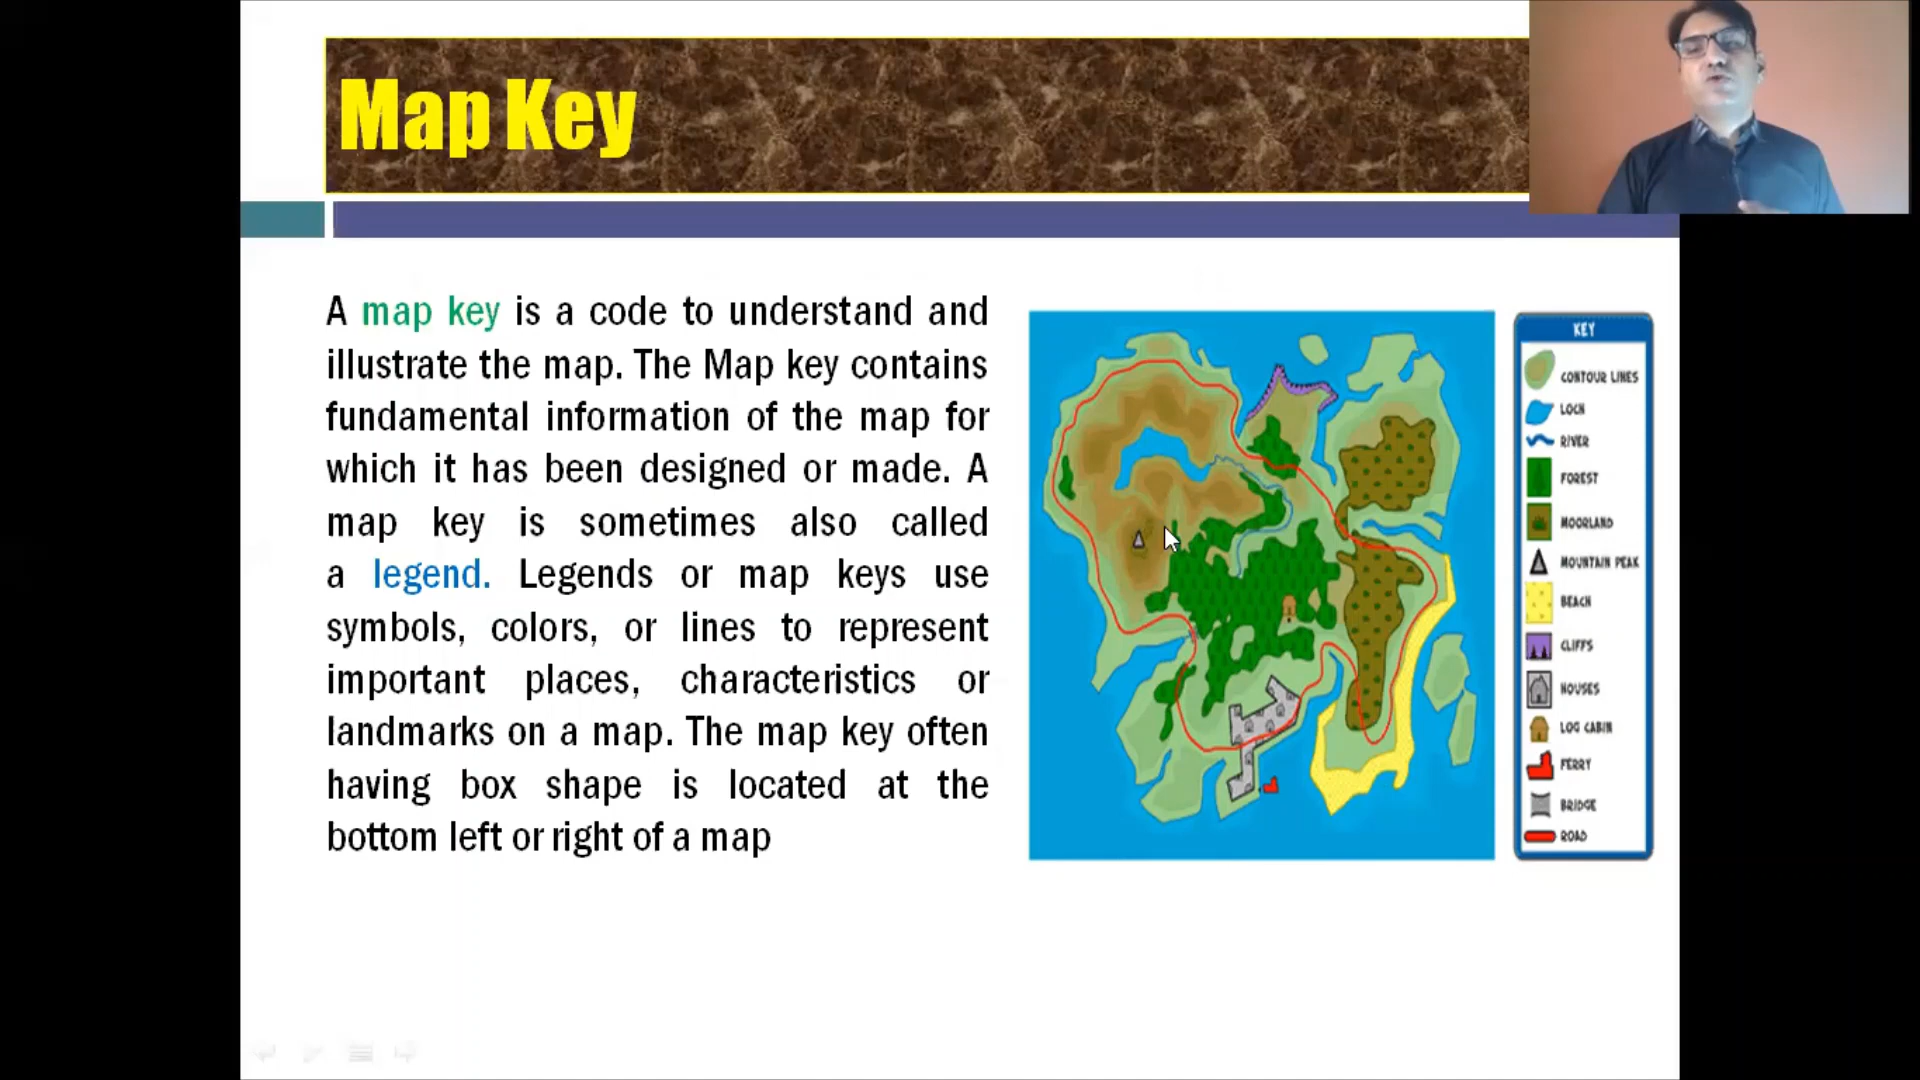 Map Key
A map key is a code to understand and
illustrate the map. The Map key contains
fundamental information of the map for
which it has been designed or made. A
map key is sometimes also called
a legend. Legends or map keys use
symbols, colors, or lines to represent
important places, characteristics or
landmarks on a map. The map key often
having box shape is located at the
bottom left or right of a map
KEY
CONTOUR LINES
LOCH
RIVER
FOREST
MOORLAND
MOUNTAIN PEAK
BEACH
CLIFFS
HOUSES
LOG CABIN
FERRY
BRIDGE
ROAD